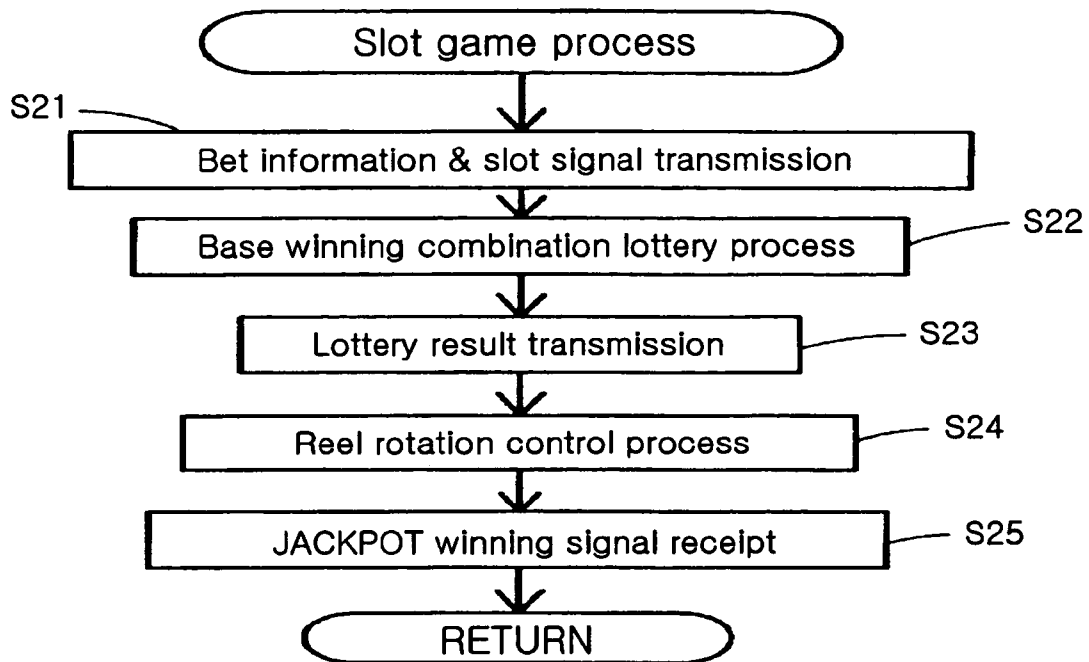 Slot game process
S21
Bet information & slot signal transmission
Base winning combination lottery process
S22
Lottery result transmission
S23
Reel rotation control process
S24
JACKPOT winning signal receipt
S25
RETURN